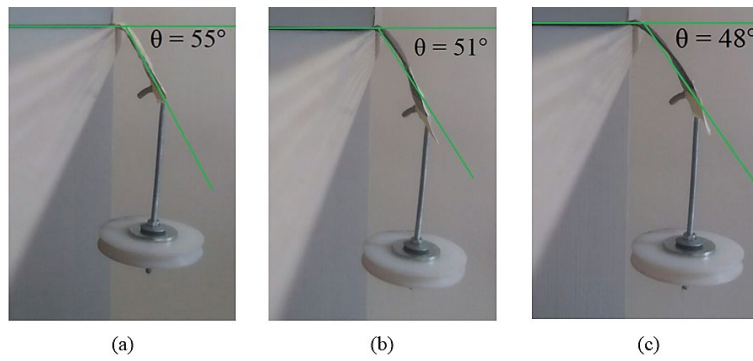 θ = 55°
θ = 51°
θ = 48°
(a)
(b)
(c)